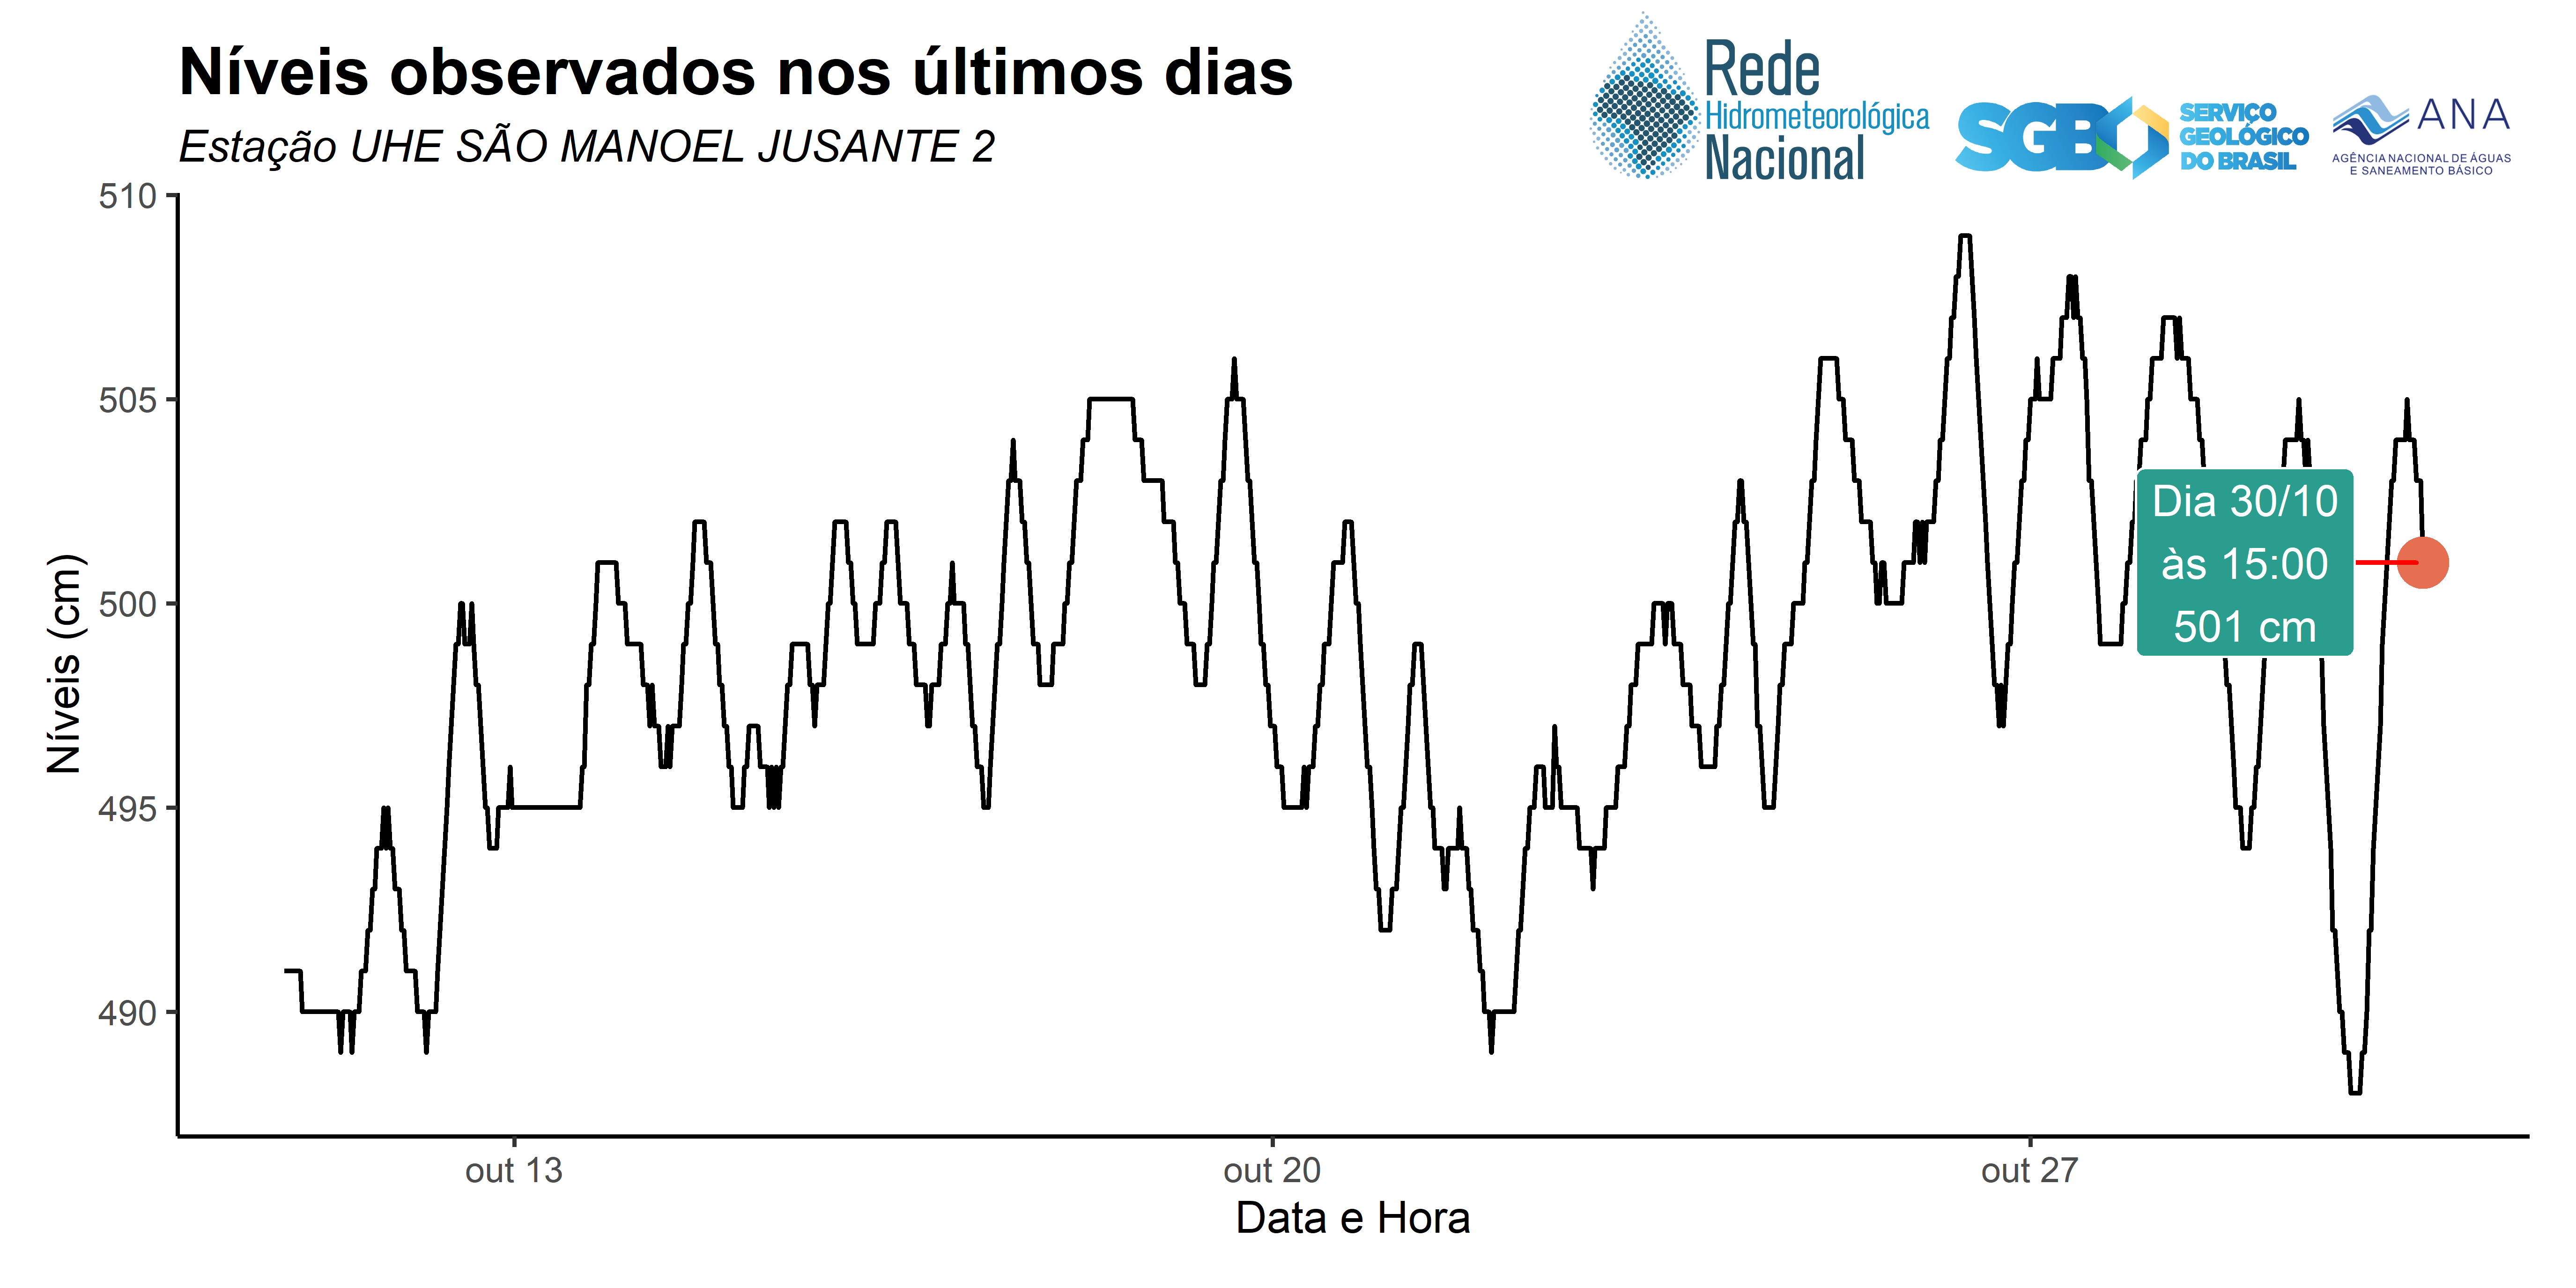 Níveis observados nos últimos dias
Estação UHE SÃO MANOEL JUSANTE 2
Rede
Hidrometeorológica
Nacional
SGB
SERVIÇO
GEOLÓGICO
DO BRASIL
ANA
AGÊNCIA NACIONAL DE ÁGUAS
E SANEAMENTO BÁSICO
510
505
500
495
490
Níveis (cm)
Dia 30/10
às 15:00
501 cm
out 13
out 20
out 27
Data e Hora